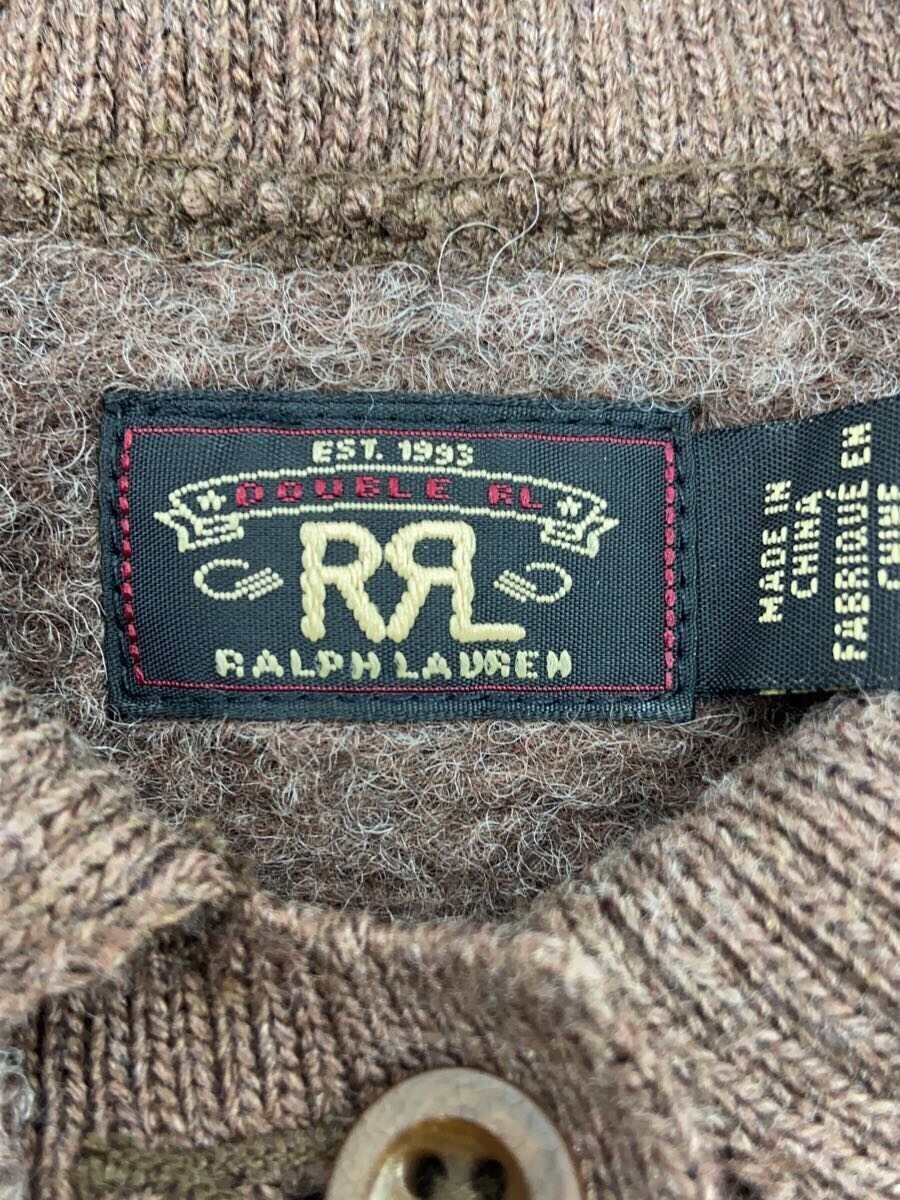 EST. 1993
DOUBLE RL
RRL
RALPH LAUREN
MADE IN
CHINA
FABRIQUÉ EN
CHINE